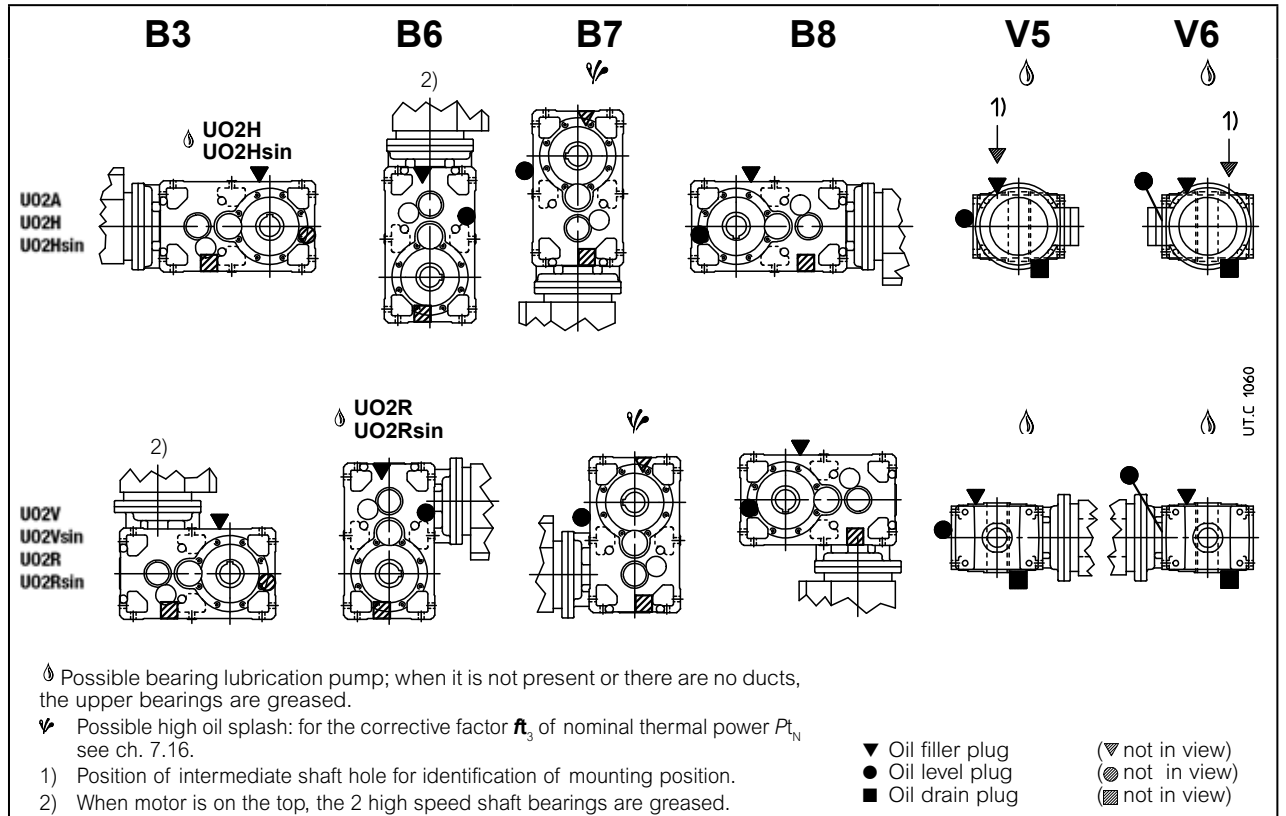 B3 B6 B7 B8 V5 V6
2)
1) 1)
UO2H
UO2Hsin
UO2A
UO2H
UO2Hsin
UT.C 1060
UO2R
UO2Rsin
2)
UO2V
UO2Vsin
UO2R
UO2Rsin
Possible bearing lubrication pump; when it is not present or there are no ducts,
the upper bearings are greased.
Possible high oil splash: for the corrective factor ft3 of nominal thermal power PtN
see ch. 7.16.
1) Position of intermediate shaft hole for identification of mounting position.
2) When motor is on the top, the 2 high speed shaft bearings are greased.
▼ Oil filler plug (▼ not in view)
● Oil level plug (● not in view)
■ Oil drain plug (■ not in view)